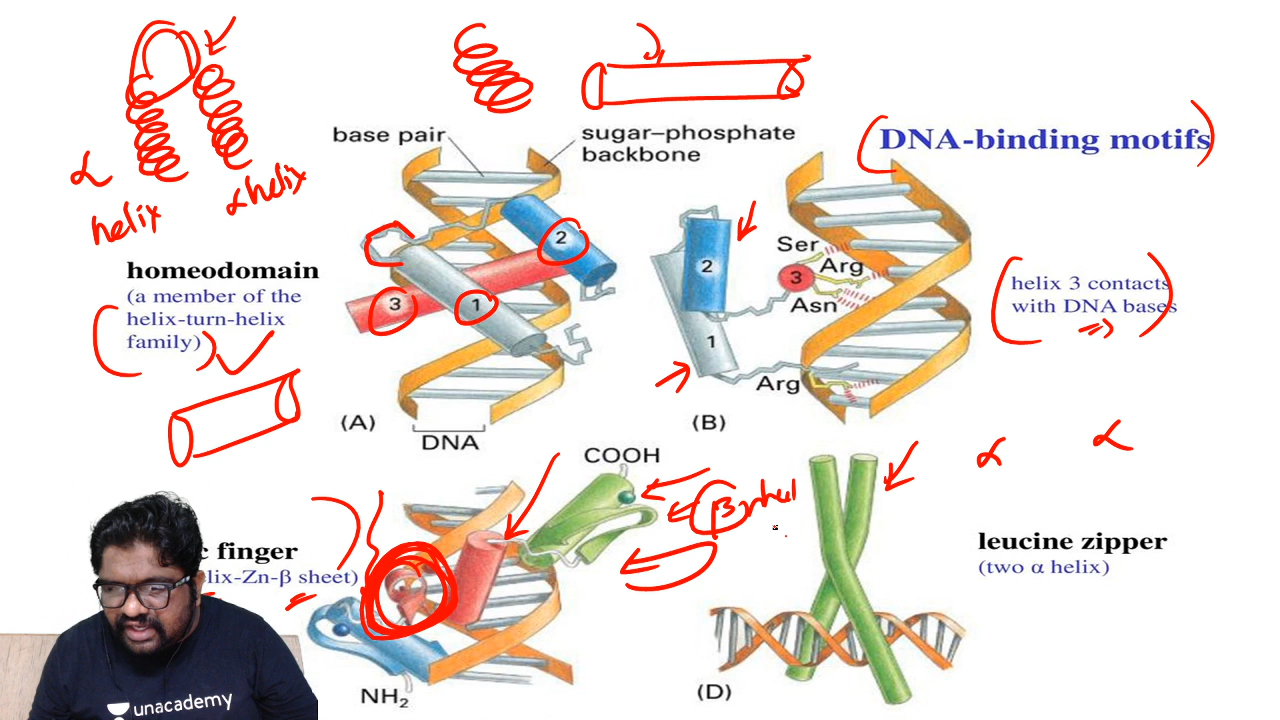 base pair
sugar–phosphate
backbone
DNA-binding motifs
α
helix
αhelix
2
3
1
homeodomain
(a member of the
helix-turn-helix
family)
2
1
Ser
Arg
3
Asn
Arg
helix 3 contacts
with DNA bases
(A)
DNA
(B)
COOH
α α
β
finger
-Zn-β sheet)
NH2
leucine zipper
(two α helix)
(D)
unacademy